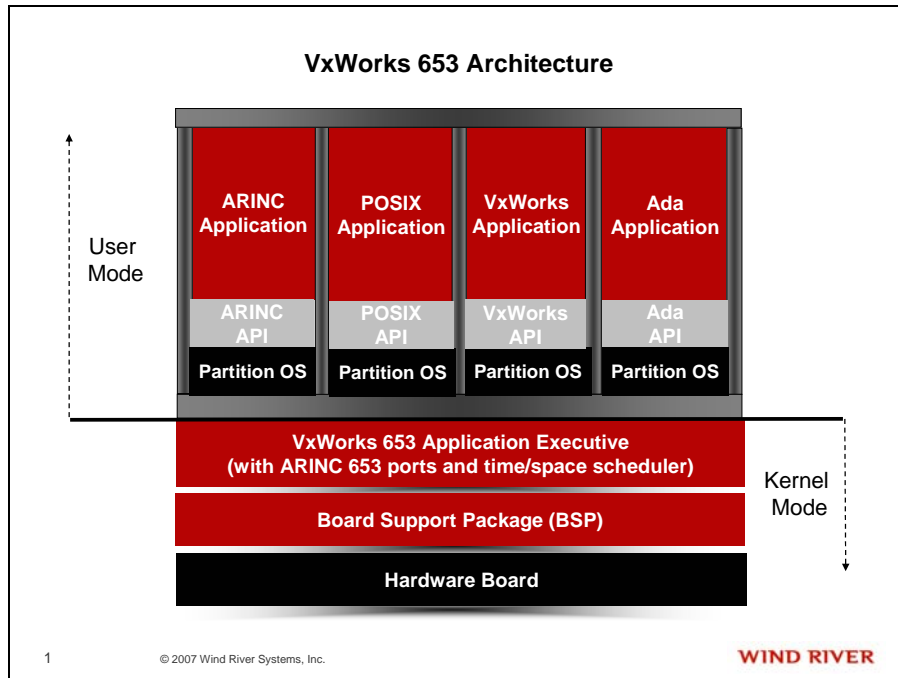 VxWorks 653 Architecture
User
Mode
ARINC
Application
POSIX
Application
VxWorks
Application
Ada
Application
ARINC
API
POSIX
API
VxWorks
API
Ada
API
Partition OS
Partition OS
Partition OS
Partition OS
VxWorks 653 Application Executive
(with ARINC 653 ports and time/space scheduler)
Kernel
Mode
Board Support Package (BSP)
Hardware Board
1
© 2007 Wind River Systems, Inc.
WIND RIVER